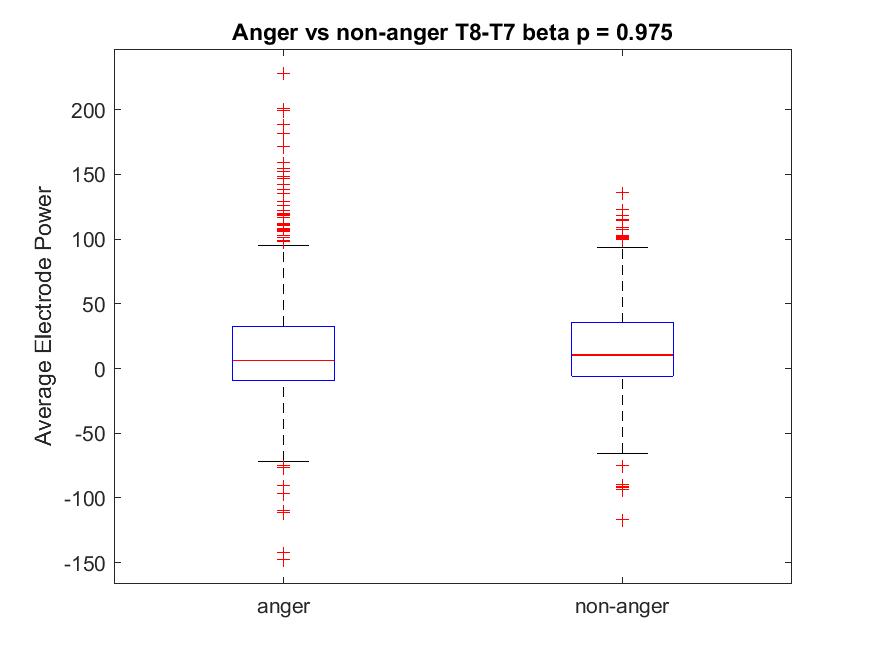 Anger vs non-anger T8-T7 beta p = 0.975
Average Electrode Power
200
150
100
50
0
-50
-100
-150
anger
non-anger